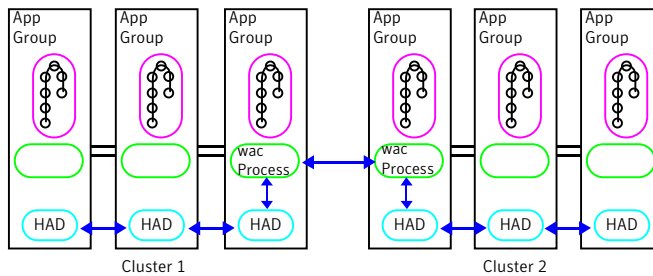 App
Group
App
Group
App
Group
App
Group
App
Group
App
Group
wac
Process
wac
Process
HAD
HAD
HAD
HAD
HAD
HAD
Cluster 1
Cluster 2